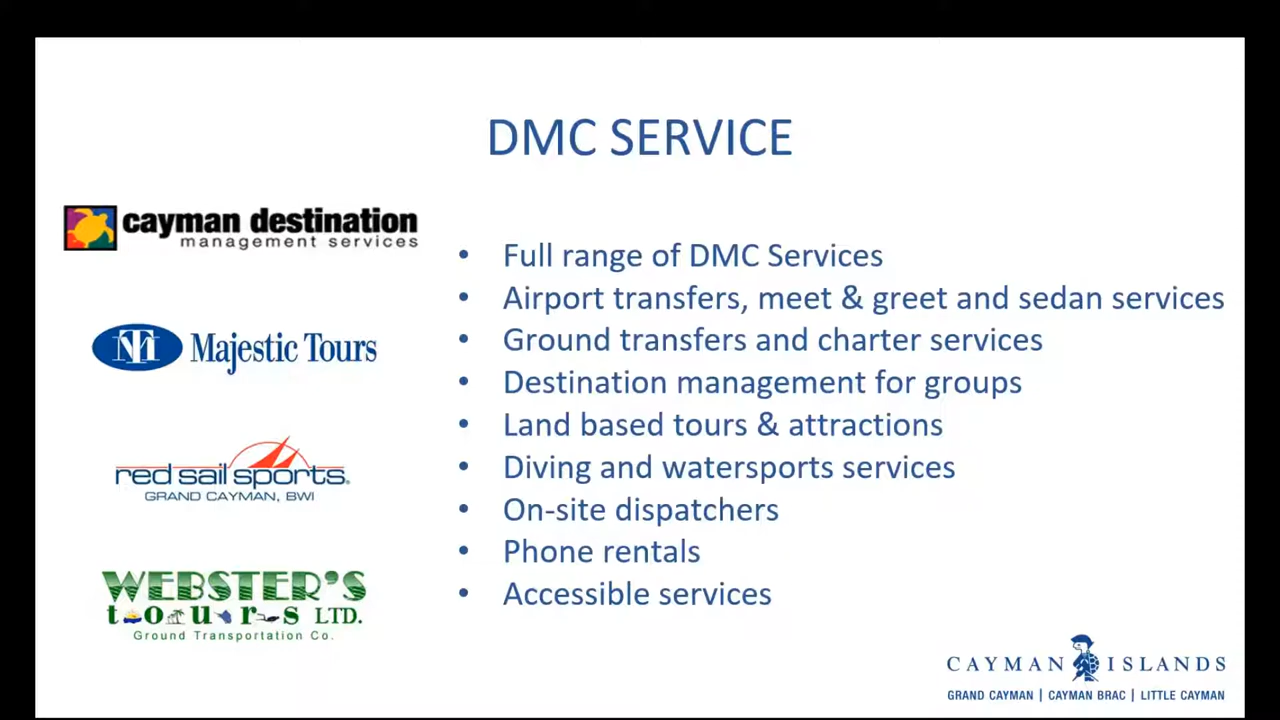 DMC SERVICE
cayman destination
management services
TM Majestic Tours
red sail sports.
GRAND CAYMAN, BWI
WEBSTER'S
tours LTD.
Ground Transportation Co.
• Full range of DMC Services
• Airport transfers, meet & greet and sedan services
• Ground transfers and charter services
• Destination management for groups
• Land based tours & attractions
• Diving and watersports services
• On-site dispatchers
• Phone rentals
• Accessible services
CAYMAN ISLANDS
GRAND CAYMAN | CAYMAN BRAC | LITTLE CAYMAN